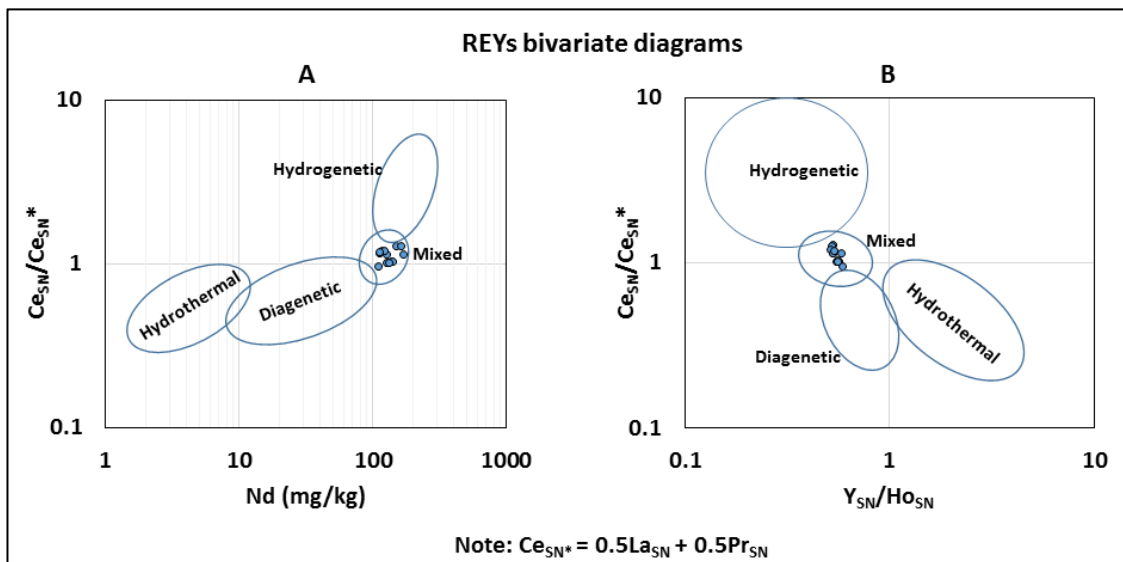 REYs bivariate diagrams
A
10
1
0.1
Ce_SN/Ce_SN*
Hydrogenetic
Mixed
Hydrothermal
Diagenetic
1 10 100 1000
Nd (mg/kg)
B
10
1
0.1
Ce_SN/Ce_SN*
Hydrogenetic
Mixed
Hydrothermal
Diagenetic
0.1 1 10
Y_SN/Ho_SN
Note: Ce_SN* = 0.5La_SN + 0.5Pr_SN